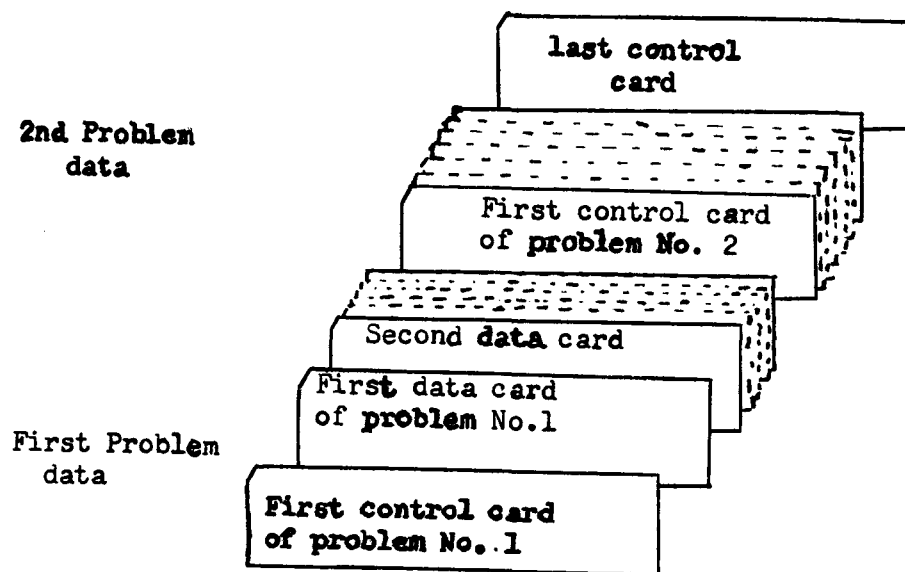 last control
card
2nd Problem
data
First control card
of problem No. 2
Second data card
First data card
of problem No.1
First Problem
data
First control card
of problem No. 1